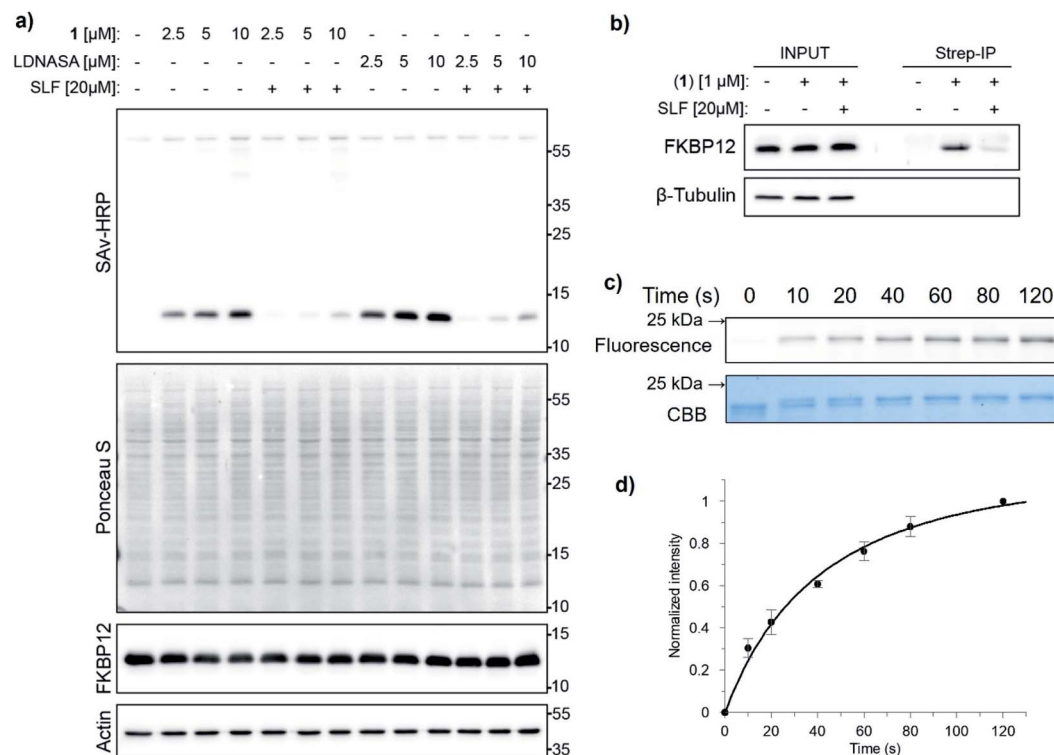 a)
1 [µM]: - 2.5 5 10 2.5 5 10 - - - - - -
LDNASA [µM]: - - - - - - - 2.5 5 10 2.5 5 10
SLF [20µM]: - - - - + + + - - - + + +
SAv-HRP
55
35
25
15
10
Ponceau S
55
35
25
15
10
FKBP12
15
10
Actin
55
35
b)
INPUT Strep-IP
(1) [1 µM]: - + + - + +
SLF [20µM]: - - + - - +
FKBP12
β-Tubulin
c)
Time (s) 0 10 20 40 60 80 120
25 kDa →
Fluorescence
25 kDa →
CBB
d)
Normalized intensity
1
0.8
0.6
0.4
0.2
0
0 20 40 60 80 100 120
Time (s)